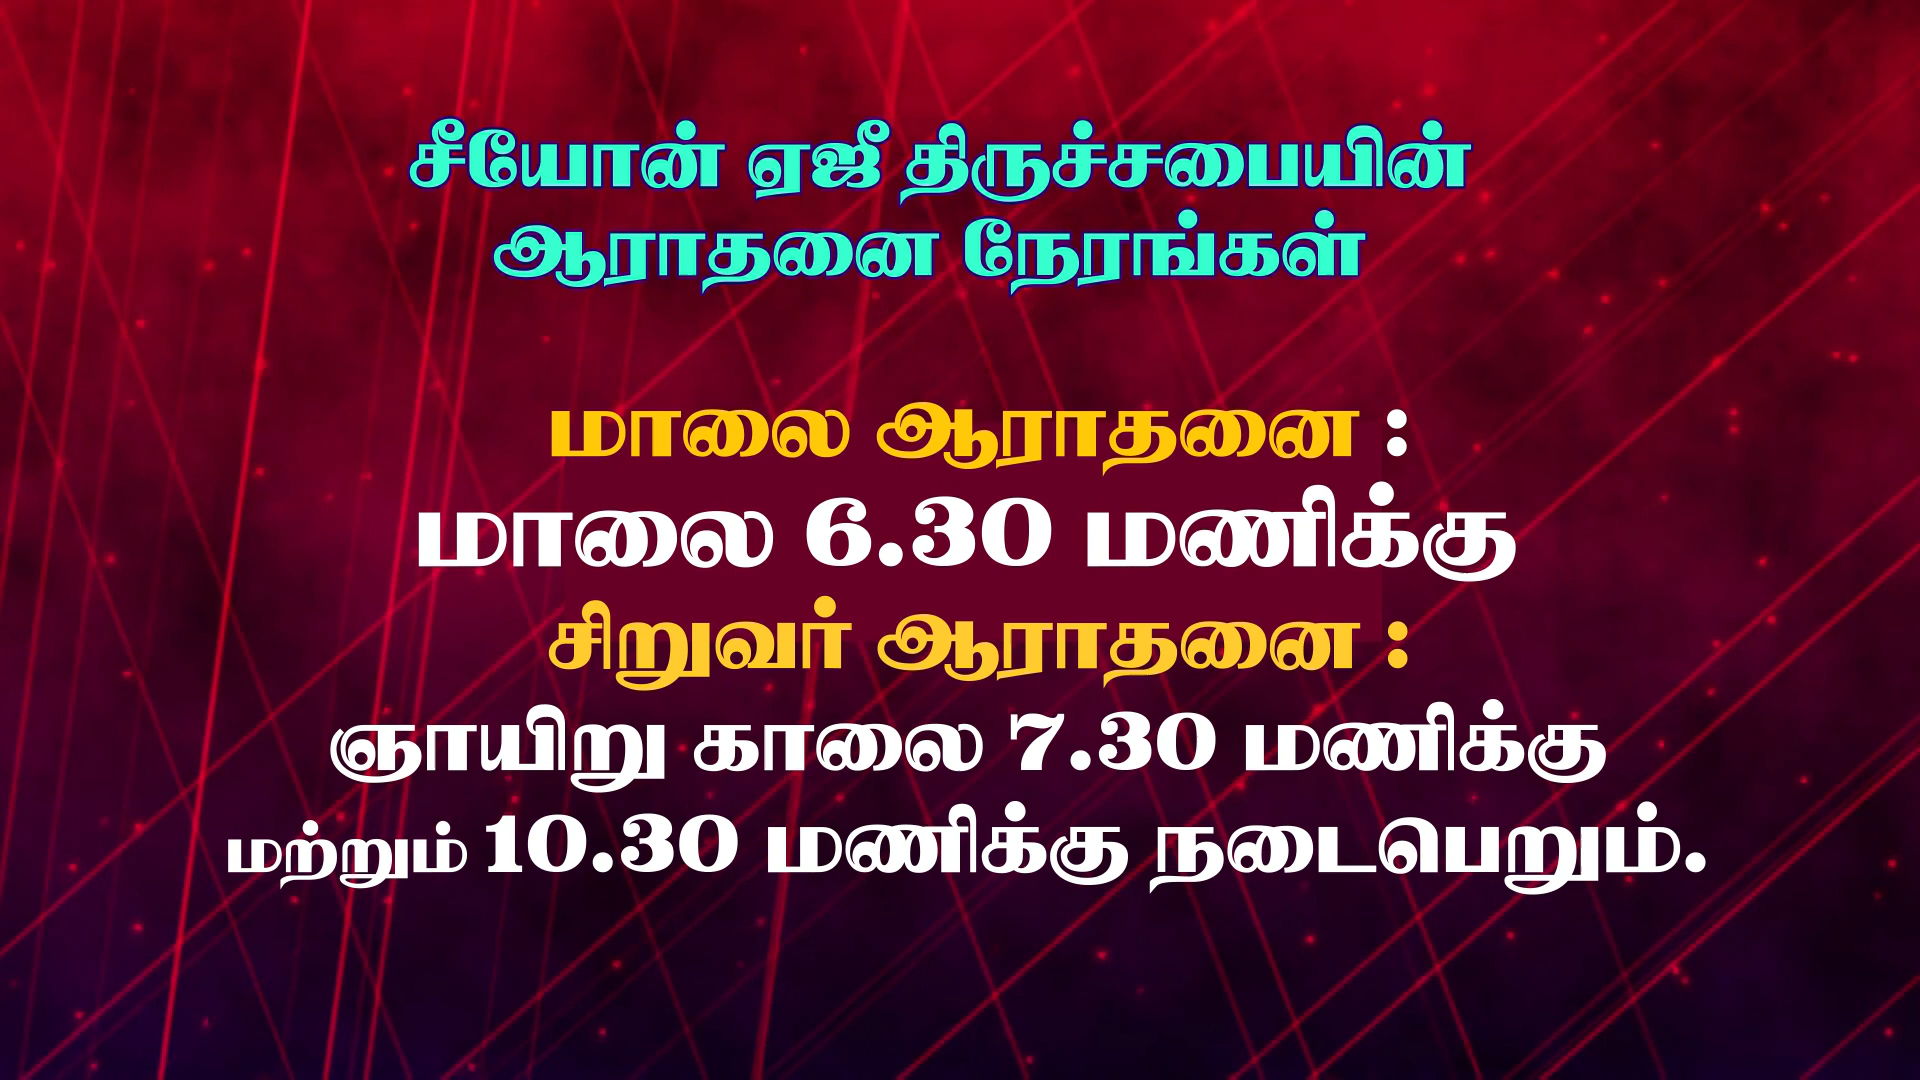 சீயோன் ஏஜீ திருச்சபையின்
ஆராதனை நேரங்கள்
மாலை ஆராதனை :
மாலை 6.30 மணிக்கு
சிறுவர் ஆராதனை :
ஞாயிறு காலை 7.30 மணிக்கு
மற்றும் 10.30 மணிக்கு நடைபெறும்.